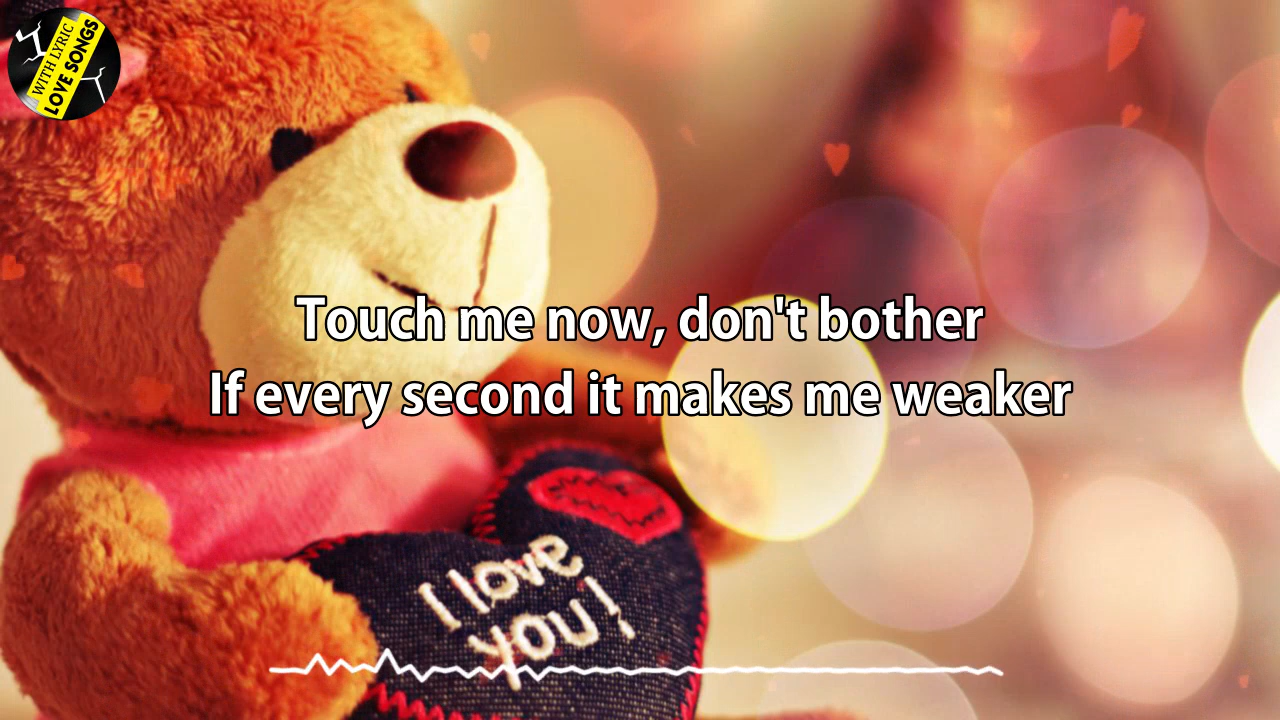 WITH LYRIC
LOVE SONGS
Touch me now, don't bother
If every second it makes me weaker
I love
you!